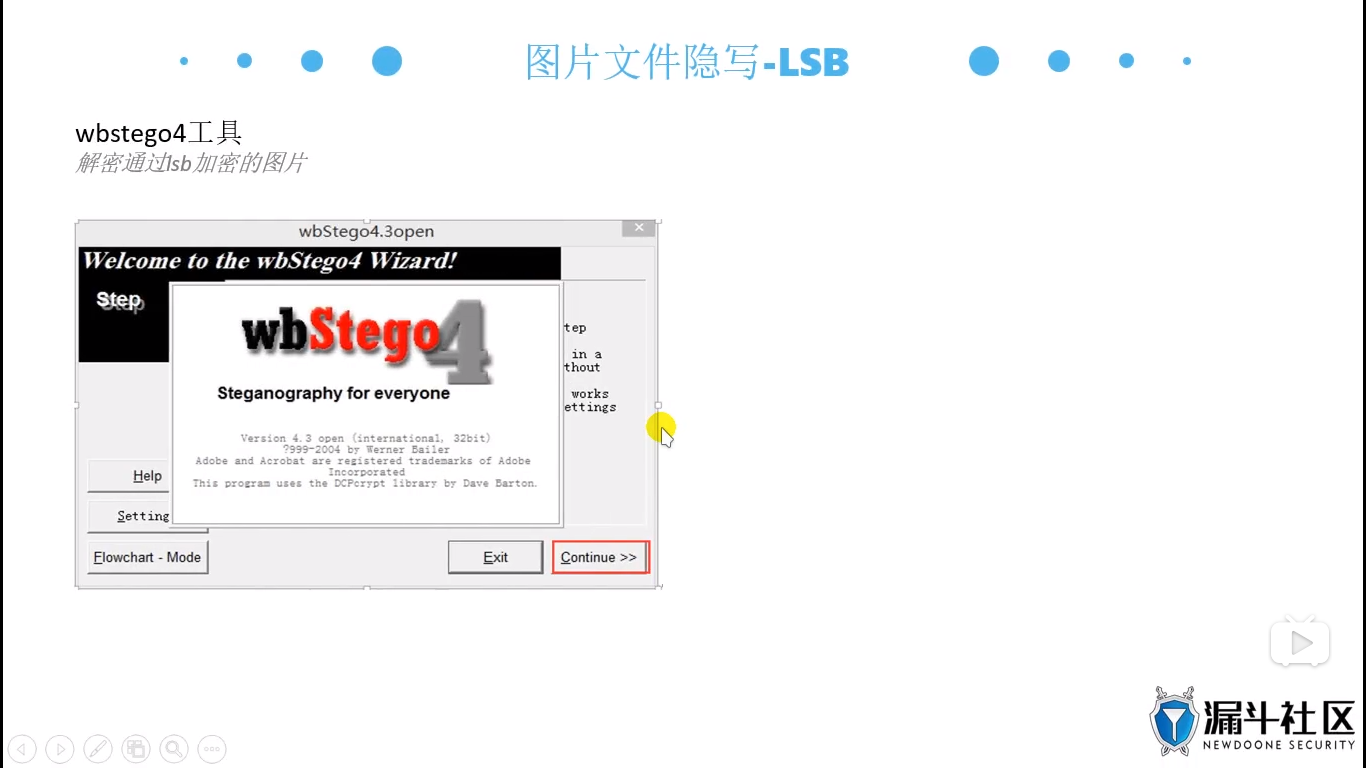 图片文件隐写-LSB
wbstego4工具
解密通过lsb加密的图片
wbStego4.3open
Welcome to the wbStego4 Wizard!
Step
wbStego4
Steganography for everyone
Version 4.3 open (international, 32bit)
?999-2004 by Werner Bailer
Adobe and Acrobat are registered trademarks of Adobe
Incorporated
This program uses the DCPcrypt library by Dave Barton.
tep
in a
thout
works
ettings
Help
Setting
Flowchart - Mode
Exit
Continue >>
漏斗社区
NEWDOONE SECURITY